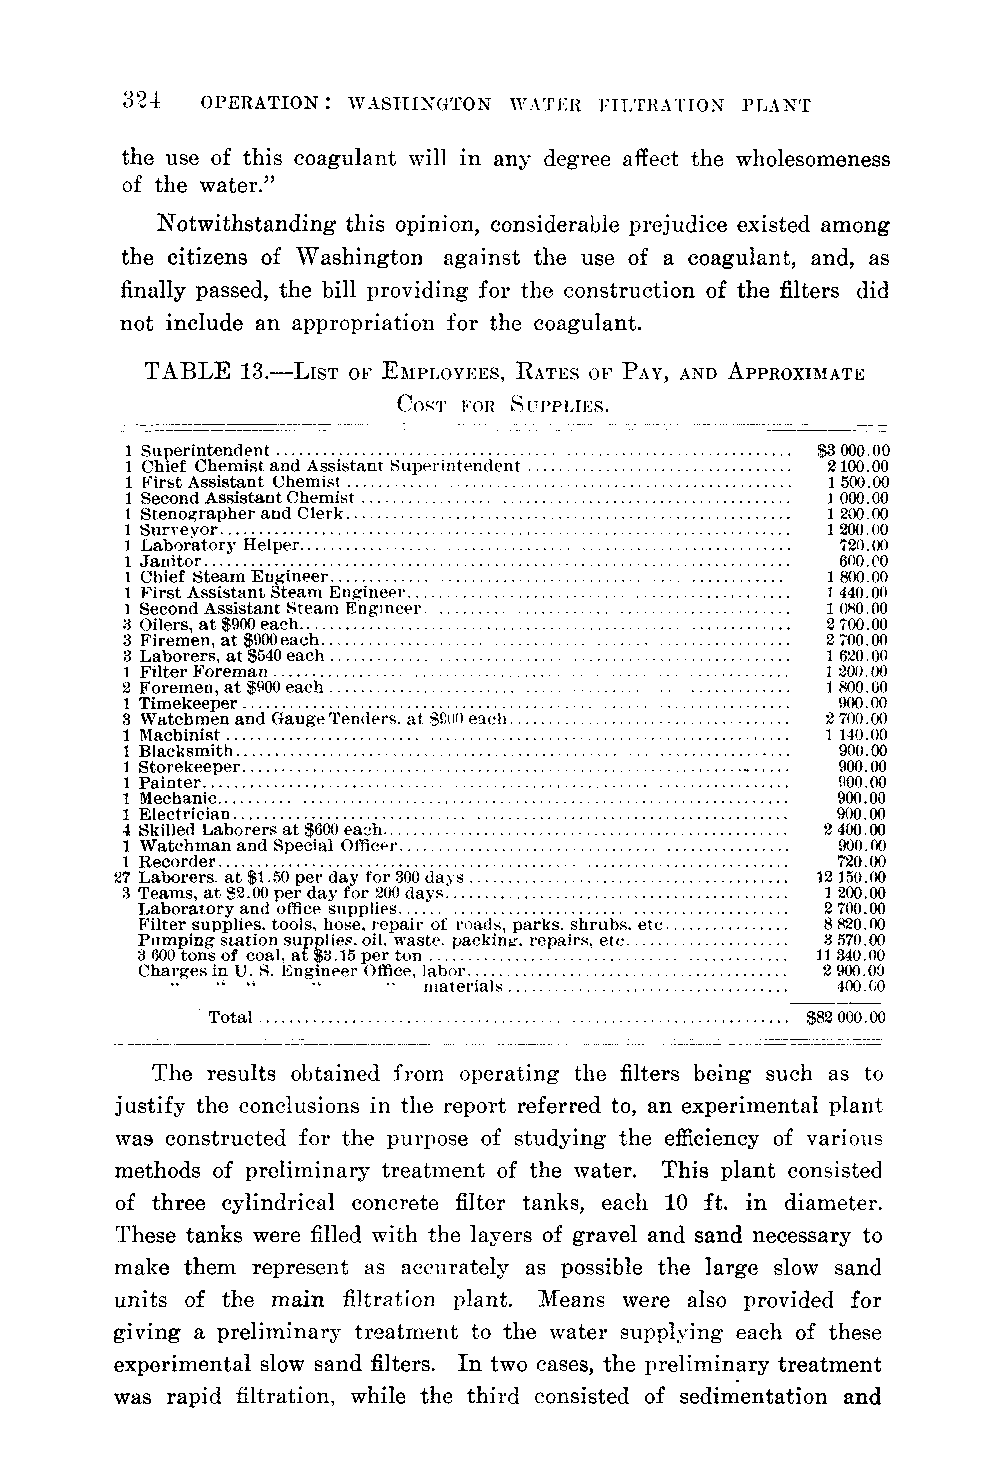 324 OPERATION: WASHINGTON WATER FILTRATION PLANT
the use of this coagulant will in any degree affect the wholesomeness
of the water.”
Notwithstanding this opinion, considerable prejudice existed among
the citizens of Washington against the use of a coagulant, and, as
finally passed, the bill providing for the construction of the filters did
not include an appropriation for the coagulant.
TABLE 13.—List of Employees, Rates of Pay, and Approximate
Cost for Supplies.
1 Superintendent $3 000.00
1 Chief Chemist and Assistant Superintendent 2 100.00
1 First Assistant Chemist 1 500.00
1 Second Assistant Chemist 1 000.00
1 Stenographer and Clerk 1 200.00
1 Surveyor 1 200.00
1 Laboratory Helper 720.00
1 Janitor 600.00
1 Chief Steam Engineer 1 800.00
1 First Assistant Steam Engineer 1 440.00
1 Second Assistant Steam Engineer 1 080.00
3 Oilers, at $900 each 2 700.00
3 Firemen, at $900 each 2 700.00
3 Laborers, at $540 each 1 620.00
1 Filter Foreman 1 200.00
2 Foremen, at $900 each 1 800.00
1 Timekeeper 900.00
3 Watchmen and Gauge Tenders, at $900 each 2 700.00
1 Machinist 1 140.00
1 Blacksmith 900.00
1 Storekeeper 900.00
1 Painter 900.00
1 Mechanic 900.00
1 Electrician 900.00
4 Skilled Laborers at $600 each 2 400.00
1 Watchman and Special Officer 900.00
1 Recorder 720.00
27 Laborers, at $1.50 per day for 300 days 12 150.00
3 Teams, at $2.00 per day for 200 days 1 200.00
Laboratory and office supplies 2 700.00
Filter supplies, tools, hose, repair of roads, parks, shrubs, etc 8 820.00
Pumping station supplies, oil, waste, packing, repairs, etc 3 570.00
3 600 tons of coal, at $3.15 per ton 11 340.00
Charges in U. S. Engineer Office, labor 2 900.00
“ “ “ “ “ materials 400.00
Total $82 000.00
The results obtained from operating the filters being such as to
justify the conclusions in the report referred to, an experimental plant
was constructed for the purpose of studying the efficiency of various
methods of preliminary treatment of the water. This plant consisted
of three cylindrical concrete filter tanks, each 10 ft. in diameter.
These tanks were filled with the layers of gravel and sand necessary to
make them represent as accurately as possible the large slow sand
units of the main filtration plant. Means were also provided for
giving a preliminary treatment to the water supplying each of these
experimental slow sand filters. In two cases, the preliminary treatment
was rapid filtration, while the third consisted of sedimentation and